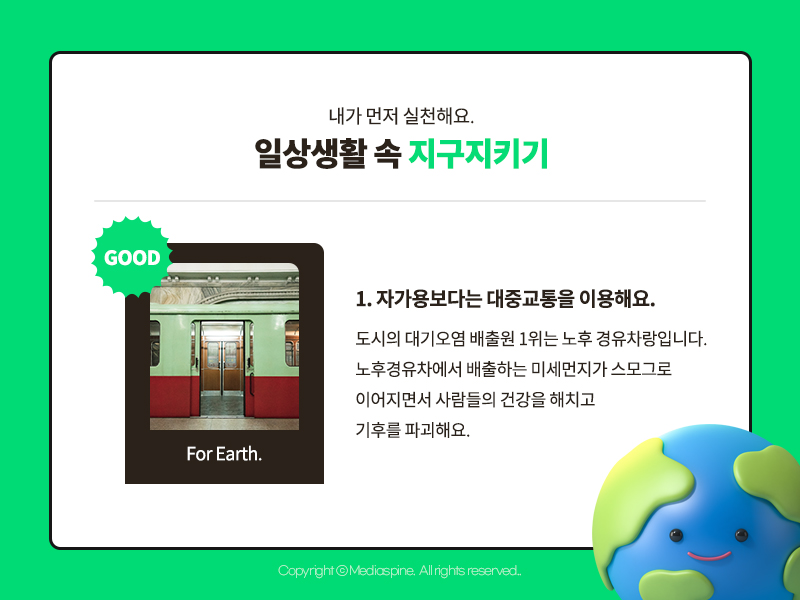 내가 먼저 실천해요.
일상생활 속 지구지키기
GOOD
For Earth.
1. 자가용보다는 대중교통을 이용해요.
도시의 대기오염 배출원 1위는 노후 경유차랑입니다.
노후경유차에서 배출하는 미세먼지가 스모그로
이어지면서 사람들의 건강을 해치고
기후를 파괴해요.
Copyright ⓒ Mediaspine. All rights reserved..